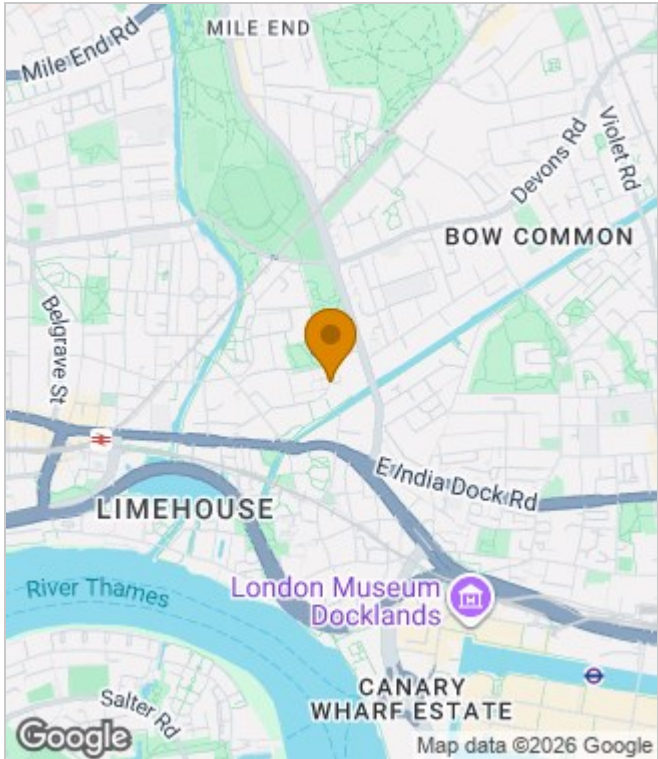 MILE END
Mile End Rd
Devons Rd
Violet Rd
BOW COMMON
Belgrave St
E India Dock Rd
LIMEHOUSE
River Thames
London Museum
Docklands
CANARY
WHARF ESTATE
Salter Rd
Google
Map data ©2026 Google